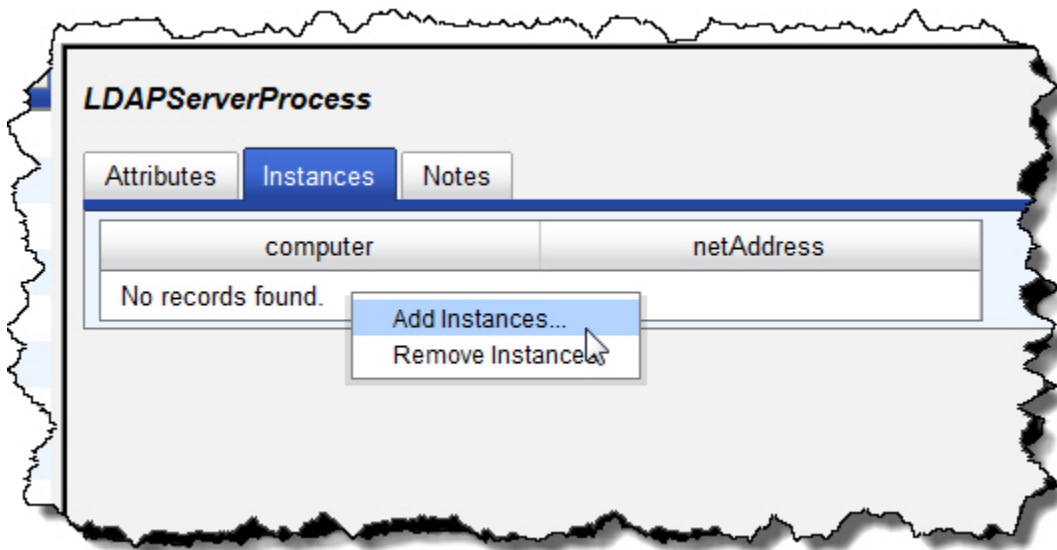 LDAPServerProcess
Attributes Instances Notes
computer netAddress
No records found.
Add Instances...
Remove Instance